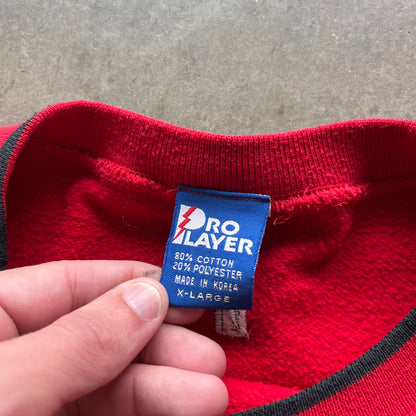 PRO
PLAYER
80% COTTON
20% POLYESTER
MADE IN KOREA
X-LARGE